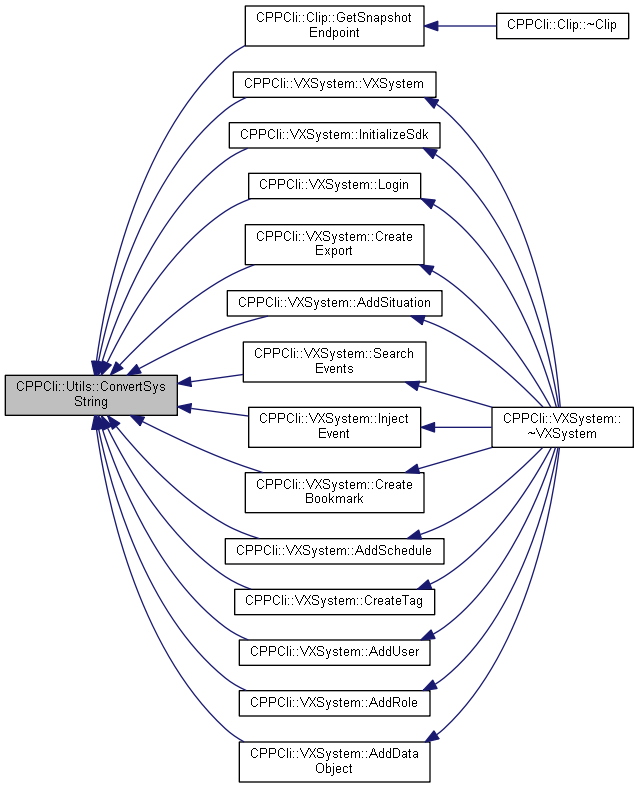 CPPCli::Clip::GetSnapshot
Endpoint
CPPCli::Clip::~Clip
CPPCli::VXSystem::VXSystem
CPPCli::VXSystem::InitializeSdk
CPPCli::VXSystem::Login
CPPCli::VXSystem::Create
Export
CPPCli::VXSystem::AddSituation
CPPCli::VXSystem::Search
Events
CPPCli::Utils::ConvertSys
String
CPPCli::VXSystem::Inject
Event
CPPCli::VXSystem::
~VXSystem
CPPCli::VXSystem::Create
Bookmark
CPPCli::VXSystem::AddSchedule
CPPCli::VXSystem::CreateTag
CPPCli::VXSystem::AddUser
CPPCli::VXSystem::AddRole
CPPCli::VXSystem::AddData
Object